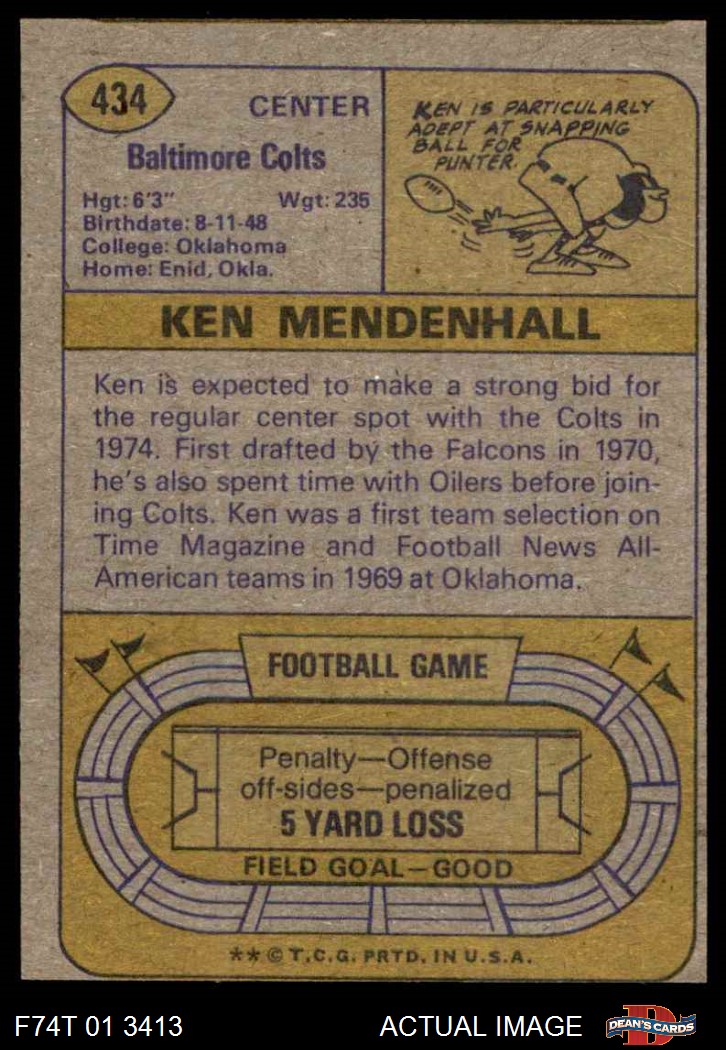 434
CENTER
Baltimore Colts
Hgt: 6'3" Wgt: 235
Birthdate: 8-11-48
College: Oklahoma
Home: Enid, Okla.
KEN IS PARTICULARLY
ADEPT AT SNAPPING
BALL FOR
PUNTER.
KEN MENDENHALL
Ken is expected to make a strong bid for
the regular center spot with the Colts in
1974. First drafted by the Falcons in 1970,
he's also spent time with Oilers before join-
ing Colts. Ken was a first team selection on
Time Magazine and Football News All-
American teams in 1969 at Oklahoma.
FOOTBALL GAME
Penalty—Offense
off-sides—penalized
5 YARD LOSS
FIELD GOAL—GOOD
**© T.C.G. PRTD. IN U.S.A.
F74T 01 3413 ACTUAL IMAGE
D
DEAN'S CARDS